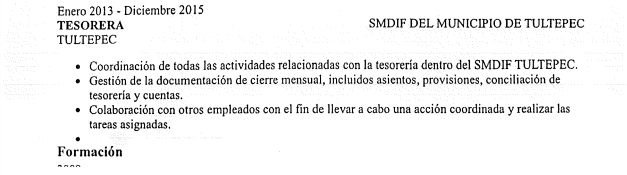 Enero 2013 - Diciembre 2015
TESORERA SMDIF DEL MUNICIPIO DE TULTEPEC
TULTEPEC
• Coordinación de todas las actividades relacionadas con la tesorería dentro del SMDIF TULTEPEC.
• Gestión de la documentación de cierre mensual, incluidos asientos, provisiones, conciliación de
tesorería y cuentas.
• Colaboración con otros empleados con el fin de llevar a cabo una acción coordinada y realizar las
tareas asignadas.
•
Formación